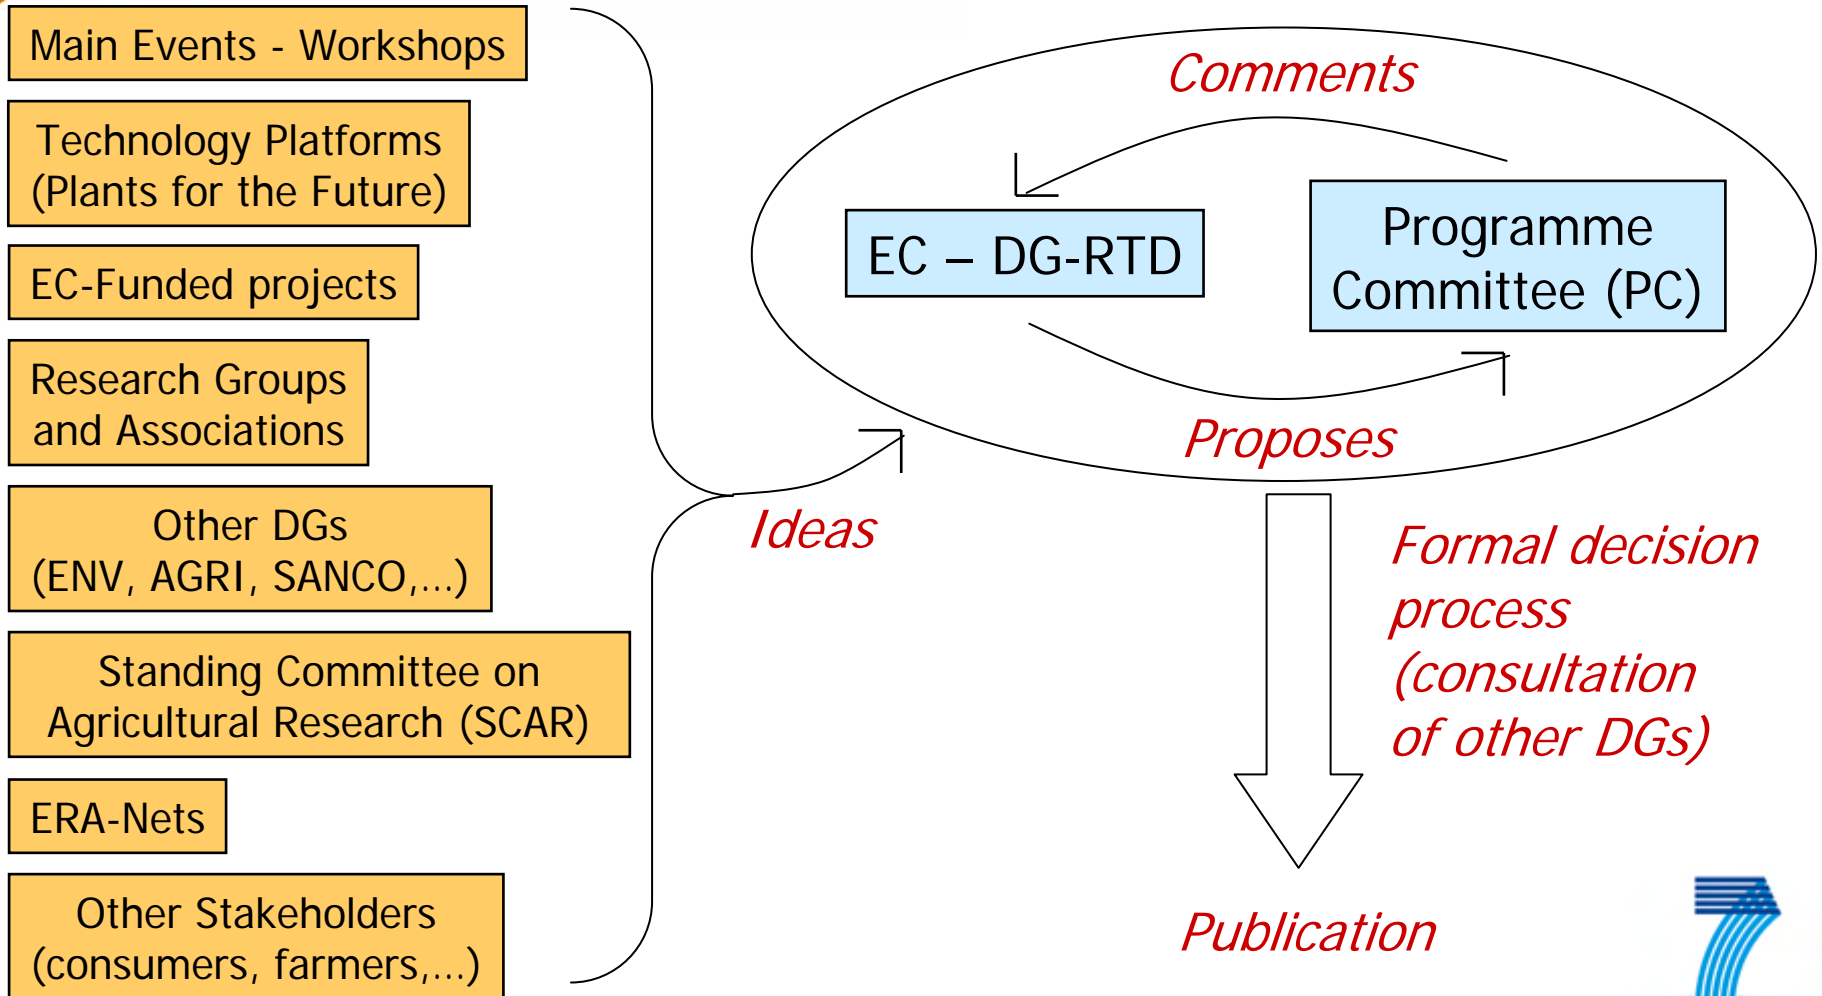 Main Events - Workshops
Technology Platforms
(Plants for the Future)
EC-Funded projects
Research Groups
and Associations
Other DGs
(ENV, AGRI, SANCO,...)
Standing Committee on
Agricultural Research (SCAR)
ERA-Nets
Other Stakeholders
(consumers, farmers,...)
Ideas
Comments
EC – DG-RTD
Programme
Committee (PC)
Proposes
Formal decision
process
(consultation
of other DGs)
Publication
7